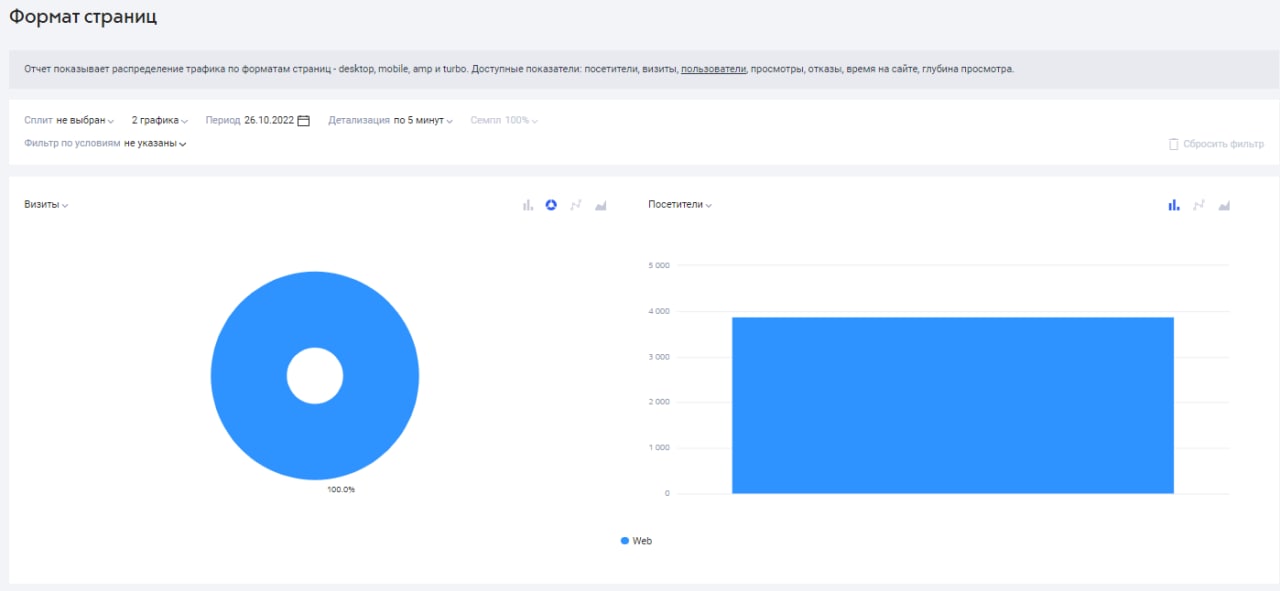 Формат страниц
Отчет показывает распределение трафика по форматам страниц - desktop, mobile, amp и turbo. Доступные показатели: посетители, визиты, пользователи, просмотры, отказы, время на сайте, глубина просмотра.
Сплит не выбран 2 графика Период 26.10.2022 Детализация по 5 минут Семпл 100%
Фильтр по условиям не указаны Сбросить фильтр
Визиты Посетители
5 000
4 000
3 000
2 000
1 000
0
100.0%
Web